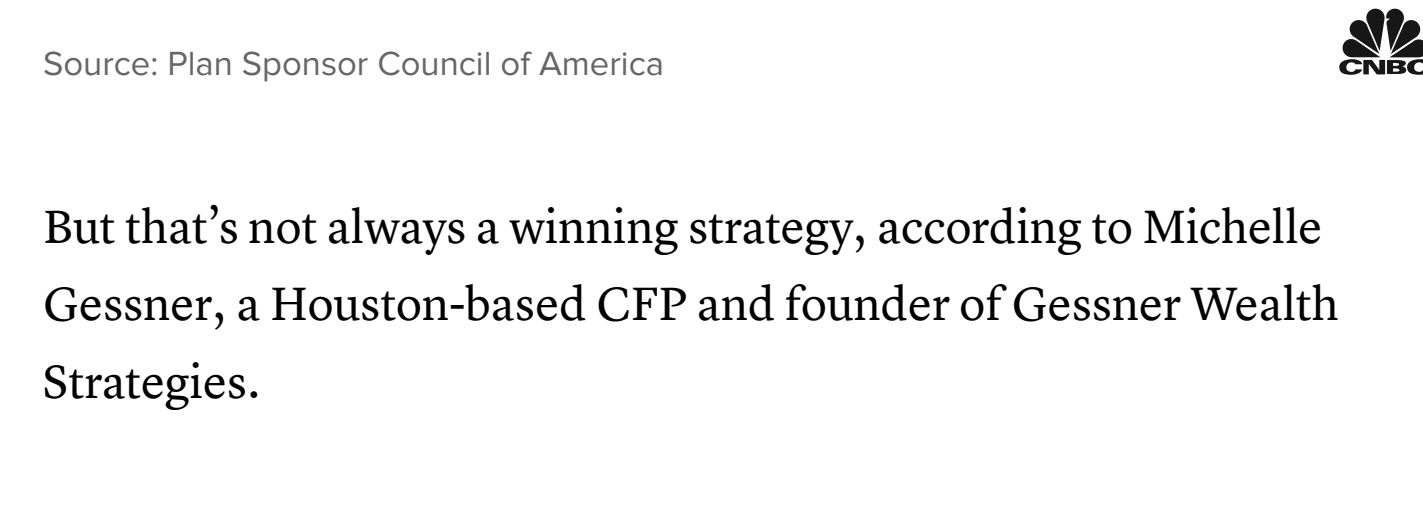 Source: Plan Sponsor Council of America
CNBC
But that’s not always a winning strategy, according to Michelle
Gessner, a Houston-based CFP and founder of Gessner Wealth
Strategies.